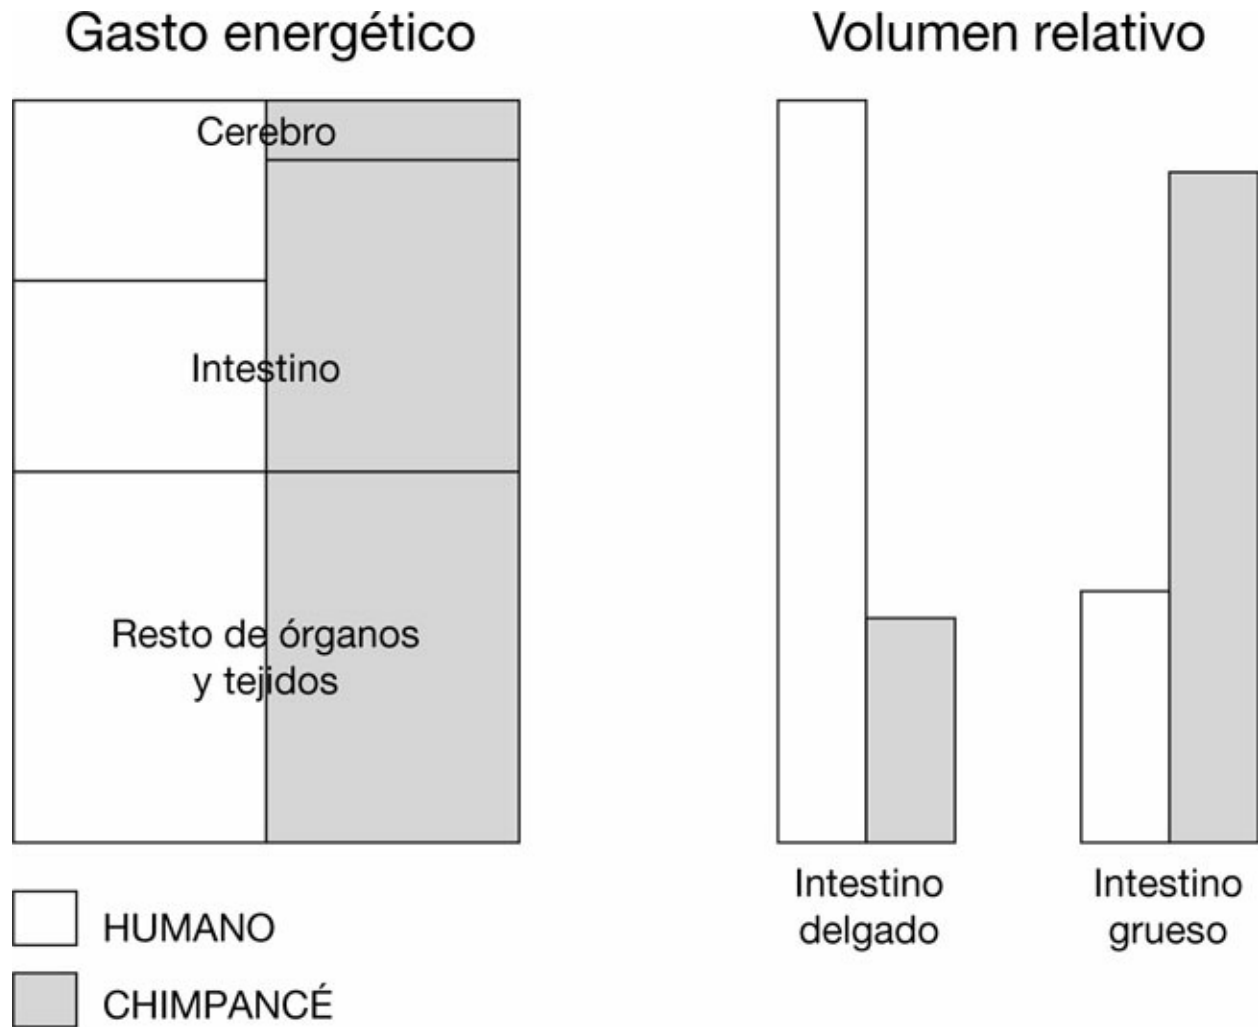 Gasto energético
Volumen relativo
Cerebro
Intestino
Resto de órganos
y tejidos
Intestino
delgado
Intestino
grueso
HUMANO
CHIMPANCÉ